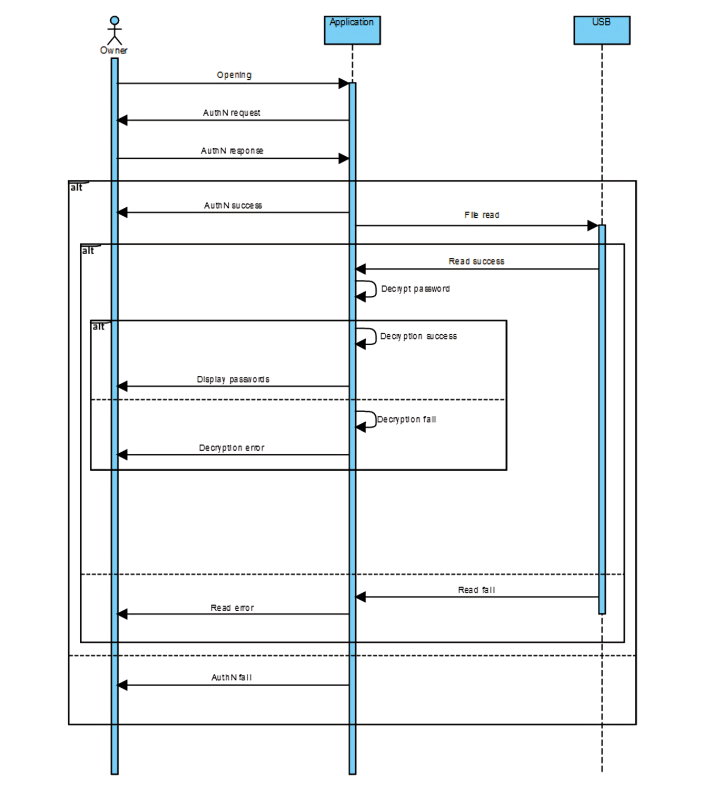 Application
USB
Owner
Opening
AuthN request
AuthN response
alt
AuthN success
File read
alt
Read success
Decrypt password
alt
Decryption success
Display passwords
Decryption fail
Decryption error
Read fail
Read error
AuthN fail